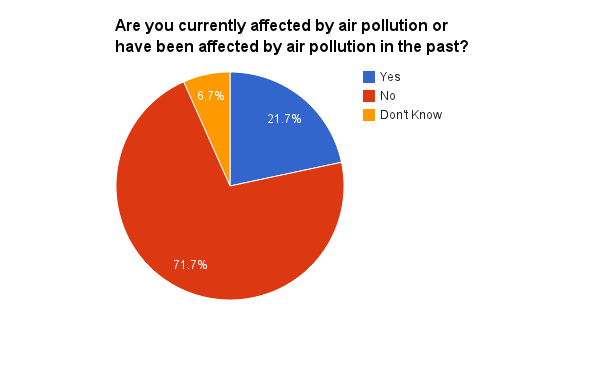 Are you currently affected by air pollution or
have been affected by air pollution in the past?
Yes
No
Don't Know
6.7%
21.7%
71.7%